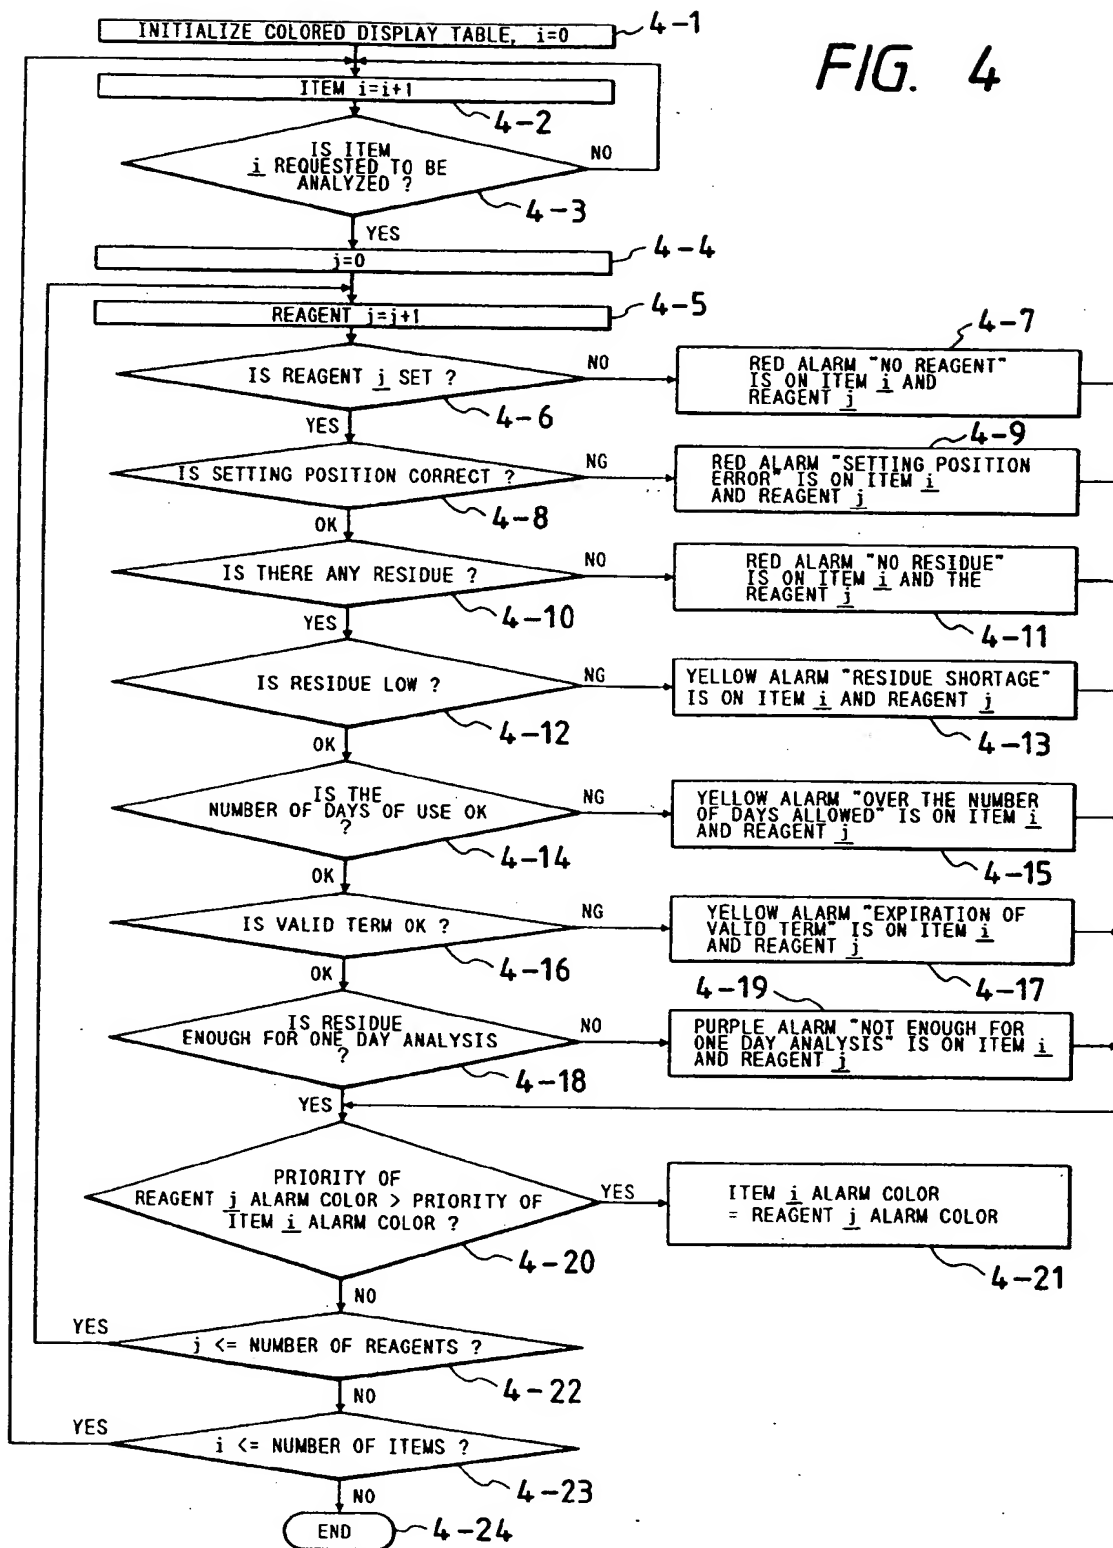 FIG. 4
INITIALIZE COLORED DISPLAY TABLE, i=0
4-1
ITEM i=i+1
4-2
IS ITEM
i REQUESTED TO BE
ANALYZED ?
NO
4-3
YES
j=0
4-4
REAGENT j=j+1
4-5
IS REAGENT j SET ?
NO
4-6
YES
4-7
RED ALARM "NO REAGENT"
IS ON ITEM i AND
REAGENT j
IS SETTING POSITION CORRECT ?
NG
4-8
OK
4-9
RED ALARM "SETTING POSITION
ERROR" IS ON ITEM i
AND REAGENT j
IS THERE ANY RESIDUE ?
NO
4-10
YES
RED ALARM "NO RESIDUE"
IS ON ITEM i AND THE
REAGENT j
4-11
IS RESIDUE LOW ?
NG
4-12
OK
YELLOW ALARM "RESIDUE SHORTAGE"
IS ON ITEM i AND REAGENT j
4-13
IS THE
NUMBER OF DAYS OF USE OK
?
NG
4-14
OK
YELLOW ALARM "OVER THE NUMBER
OF DAYS ALLOWED" IS ON ITEM i
AND REAGENT j
4-15
IS VALID TERM OK ?
NG
4-16
OK
YELLOW ALARM "EXPIRATION OF
VALID TERM" IS ON ITEM i
AND REAGENT j
4-17
IS RESIDUE
ENOUGH FOR ONE DAY ANALYSIS
?
NO
4-18
YES
4-19
PURPLE ALARM "NOT ENOUGH FOR
ONE DAY ANALYSIS" IS ON ITEM i
AND REAGENT j
PRIORITY OF
REAGENT j ALARM COLOR > PRIORITY OF
ITEM i ALARM COLOR ?
YES
4-20
NO
ITEM i ALARM COLOR
= REAGENT j ALARM COLOR
4-21
YES
j <= NUMBER OF REAGENTS ?
4-22
NO
YES
i <= NUMBER OF ITEMS ?
4-23
NO
END
4-24